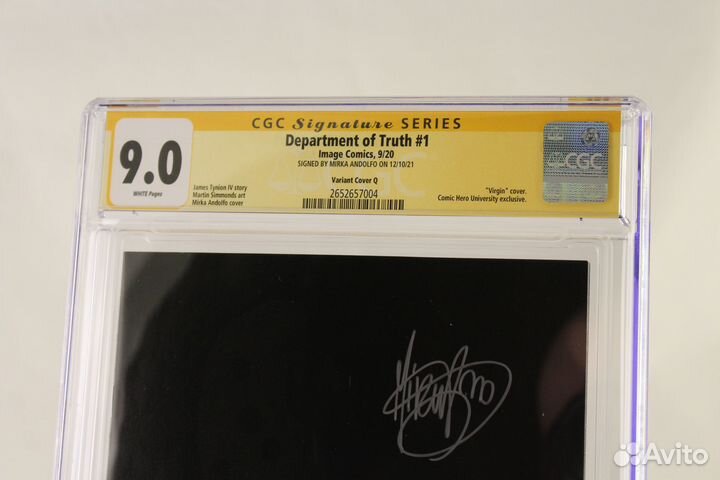 CGC Signature SERIES
Department of Truth #1
Image Comics, 9/20
SIGNED BY MIRKA ANDOLFO ON 12/10/21
Variant Cover Q
2652657004
9.0
WHITE Pages
James Tynion IV story
Martin Simmonds art
Mirka Andolfo cover
"Virgin" cover.
Comic Hero University exclusive.
CGC
Avito